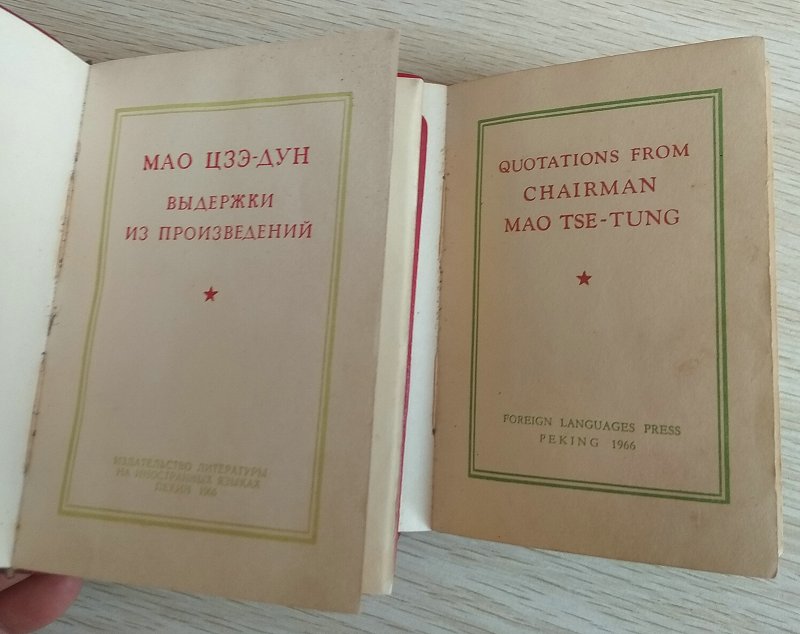 МАО ЦЗЭ-ДУН
ВЫДЕРЖКИ
ИЗ ПРОИЗВЕДЕНИЙ
ИЗДАТЕЛЬСТВО ЛИТЕРАТУРЫ
НА ИНОСТРАННЫХ ЯЗЫКАХ
ПЕКИН 1966
QUOTATIONS FROM
CHAIRMAN
MAO TSE-TUNG
FOREIGN LANGUAGES PRESS
PEKING 1966